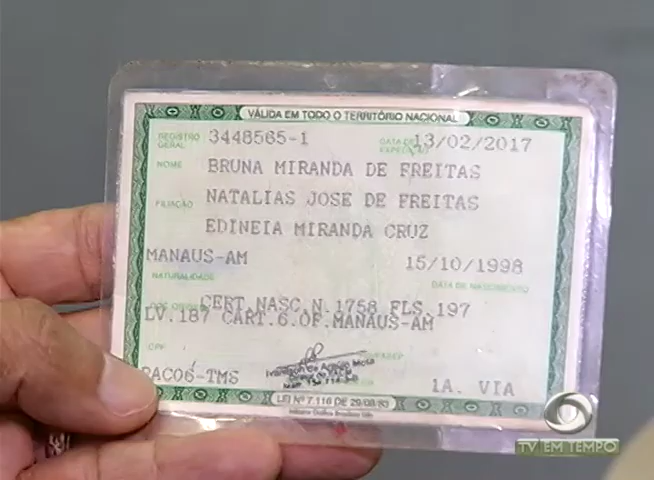 VÁLIDA EM TODO O TERRITÓRIO NACIONAL
REGISTRO GERAL 3448565-1 DATA DE EXPEDIÇÃO 13/02/2017
NOME BRUNA MIRANDA DE FREITAS
FILIAÇÃO NATALIAS JOSE DE FREITAS
EDINEIA MIRANDA CRUZ
MANAUS-AM 15/10/1998
NATURALIDADE DATA DE NASCIMENTO
DOC ORIGEM CERT.NASC.N.1758 FLS.197
LV.187 CART.6.OF.MANAUS-AM
CPF
PAC06-TMS 1A. VIA
LEI Nº 7.116 DE 29/08/83
TV EM TEMPO